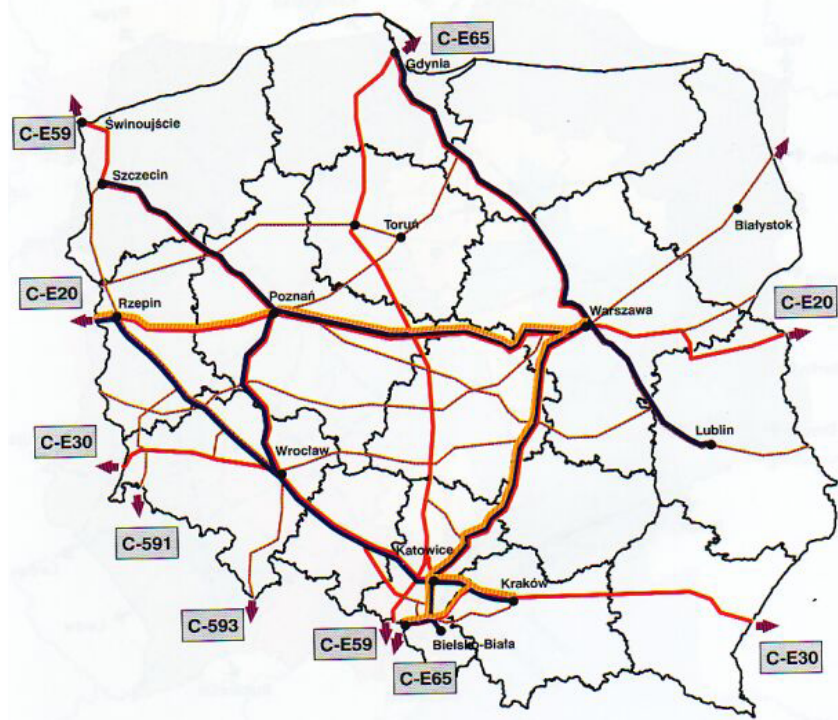 C-E65
Gdynia
C-E59
Świnoujście
Szczecin
Toruń
Białystok
C-E20
Rzepin
Poznań
Warszawa
C-E20
C-E30
Wrocław
Lublin
C-591
Katowice
Kraków
C-593
C-E59
Bielsko-Biała
C-E65
C-E30